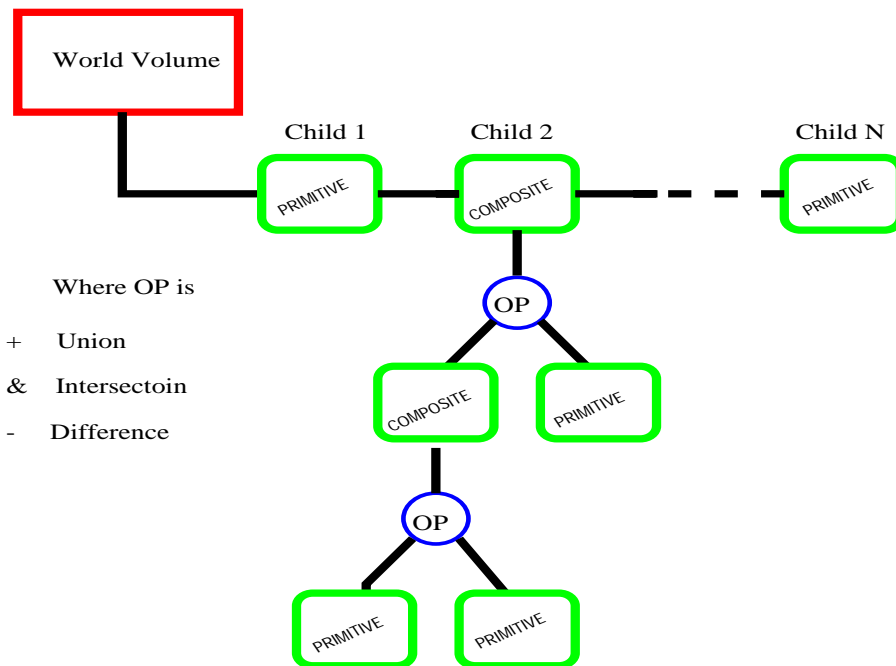 World Volume
Child 1 Child 2 Child N
PRIMITIVE COMPOSITE PRIMITIVE
Where OP is
OP
+ Union
& Intersectoin
COMPOSITE PRIMITIVE
- Difference
OP
PRIMITIVE PRIMITIVE